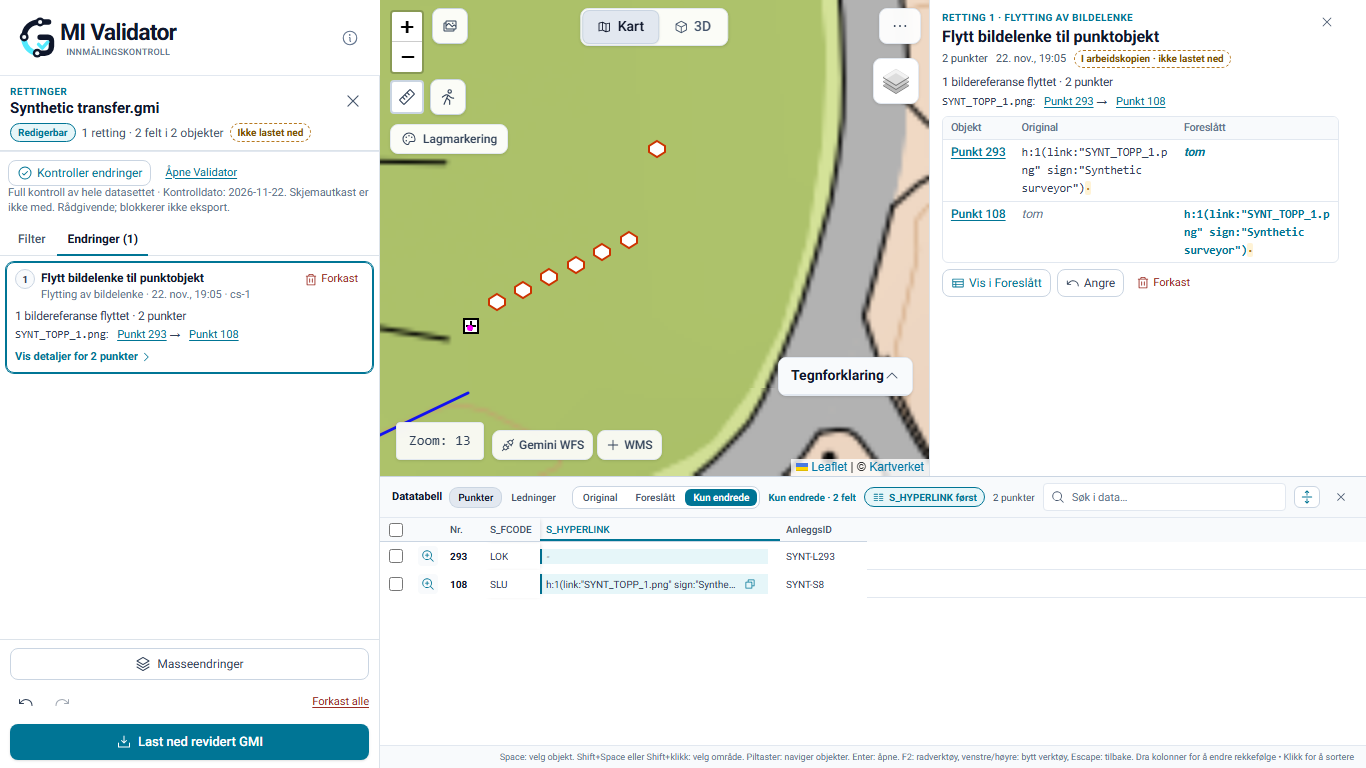 MI Validator
INNMÅLINGSKONTROLL
RETTINGER
Synthetic transfer.gmi
Redigerbar 1 retting · 2 felt i 2 objekter Ikke lastet ned
Kontroller endringer Åpne Validator
Full kontroll av hele datasettet · Kontrolldato: 2026-11-22. Skjemautkast er
ikke med. Rådgivende; blokkerer ikke eksport.
Filter Endringer (1)
1 Flytt bildelenke til punktobjekt Forkast
Flytting av bildelenke · 22. nov., 19:05 · cs-1
1 bildereferanse flyttet · 2 punkter
SYNT_TOPP_1.png: Punkt 293 → Punkt 108
Vis detaljer for 2 punkter
Masseendringer
Forkast alle
Last ned revidert GMI
+
−
Kart 3D
...
Lagmarkering
Tegnforklaring
Zoom: 13
Gemini WFS
+ WMS
Leaflet | © Kartverket
RETTING 1 · FLYTTING AV BILDELENKE
Flytt bildelenke til punktobjekt
2 punkter 22. nov., 19:05 I arbeidskopien · ikke lastet ned
1 bildereferanse flyttet · 2 punkter
SYNT_TOPP_1.png: Punkt 293 → Punkt 108
Objekt Original Foreslått
Punkt 293 h:1(link:"SYNT_TOPP_1.p tom
ng" sign:"Synthetic
surveyor")·
Punkt 108 tom h:1(link:"SYNT_TOPP_1.p
ng" sign:"Synthetic
surveyor")·
Vis i Foreslått Angre Forkast
Datatabell Punkter Ledninger Original Foreslått Kun endrede Kun endrede · 2 felt S_HYPERLINK først 2 punkter Søk i data...
Nr. S_FCODE S_HYPERLINK AnleggsID
293 LOK - SYNT-L293
108 SLU h:1(link:"SYNT_TOPP_1.png" sign:"Synthe... SYNT-S8
Space: velg objekt. Shift+Space eller Shift+klikk: velg område. Piltaster: naviger objekter. Enter: åpne. F2: radverktøy, venstre/høyre: bytt verktøy, Escape: tilbake. Dra kolonner for å endre rekkefølge • Klikk for å sortere